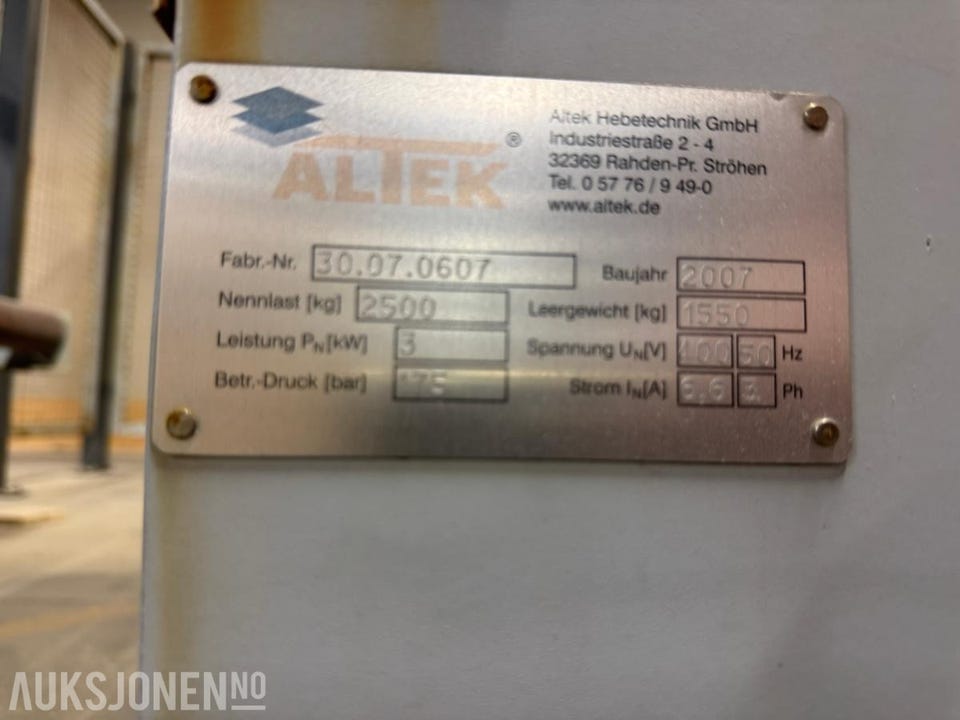 ALTEK ®
Altek Hebetechnik GmbH
Industriestraße 2 - 4
32369 Rahden-Pr. Ströhen
Tel. 0 57 76 / 9 49-0
www.altek.de
Fabr.-Nr. 30.07.0607 Baujahr 2007
Nennlast [kg] 2500 Leergewicht [kg] 1550
Leistung PN[kW] 3 Spannung UN[V] 400 50 Hz
Betr.-Druck [bar] 175 Strom IN[A] 6,6 3 Ph
AUKSJONEN.NO